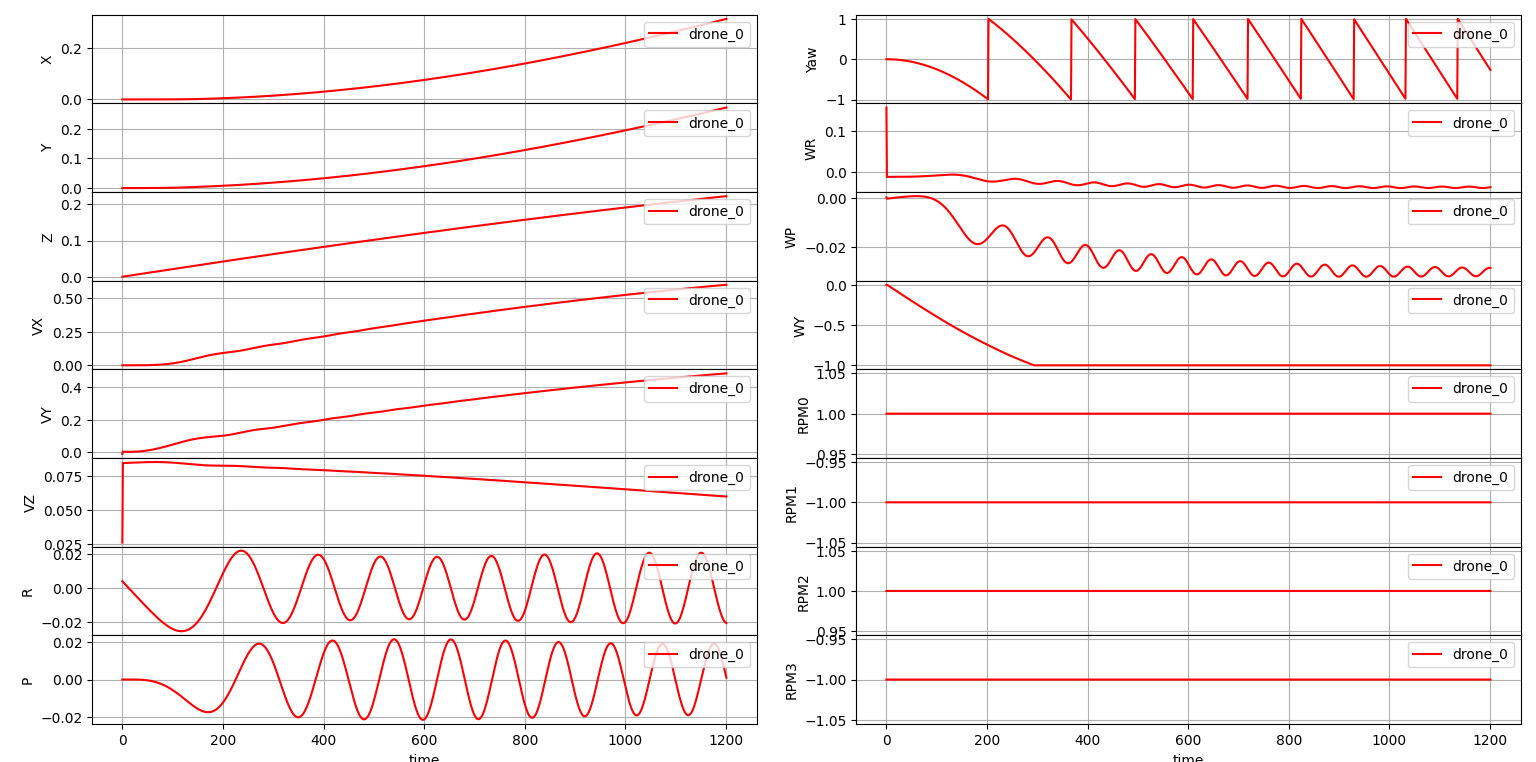 X
0.2
0.0
drone_0
Y
0.2
0.1
0.0
drone_0
Z
0.2
0.1
0.0
drone_0
VX
0.50
0.25
0.00
drone_0
VY
0.4
0.2
0.0
drone_0
VZ
0.075
0.050
0.025
drone_0
R
0.02
0.00
−0.02
drone_0
P
0.02
0.00
−0.02
drone_0
0 200 400 600 800 1000 1200
time
Yaw
1
0
−1
drone_0
WR
0.1
0.0
drone_0
WP
0.00
−0.02
drone_0
WY
0.0
−0.5
−1.0
drone_0
RPM0
1.05
1.00
0.95
drone_0
RPM1
−0.95
−1.00
−1.05
drone_0
RPM2
1.05
1.00
0.95
drone_0
RPM3
−0.95
−1.00
−1.05
drone_0
0 200 400 600 800 1000 1200
time